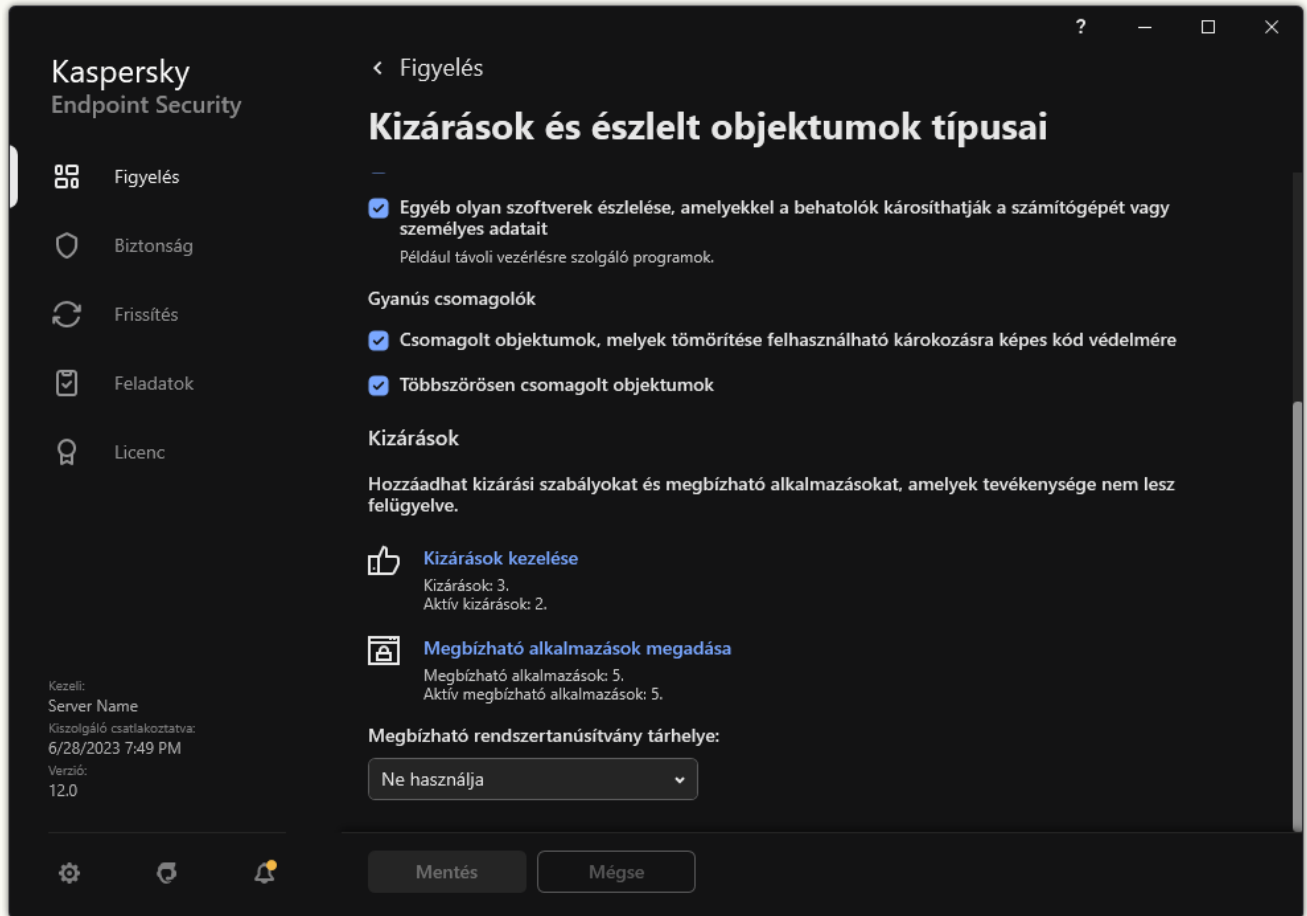 ?
Kaspersky
Endpoint Security
Figyelés
Biztonság
Frissítés
Feladatok
Licenc
Kezeli:
Server Name
Kiszolgáló csatlakoztatva:
6/28/2023 7:49 PM
Verzió:
12.0
Figyelés
Kizárások és észlelt objektumok típusai
Egyéb olyan szoftverek észlelése, amelyekkel a behatolók károsíthatják a számítógépét vagy
személyes adatait
Például távoli vezérlésre szolgáló programok.
Gyanús csomagolók
Csomagolt objektumok, melyek tömörítése felhasználható károkozásra képes kód védelmére
Többszörösen csomagolt objektumok
Kizárások
Hozzáadhat kizárási szabályokat és megbízható alkalmazásokat, amelyek tevékenysége nem lesz
felügyelve.
Kizárások kezelése
Kizárások: 3.
Aktív kizárások: 2.
Megbízható alkalmazások megadása
Megbízható alkalmazások: 5.
Aktív megbízható alkalmazások: 5.
Megbízható rendszertanúsítvány tárhelye:
Ne használja
Mentés
Mégse